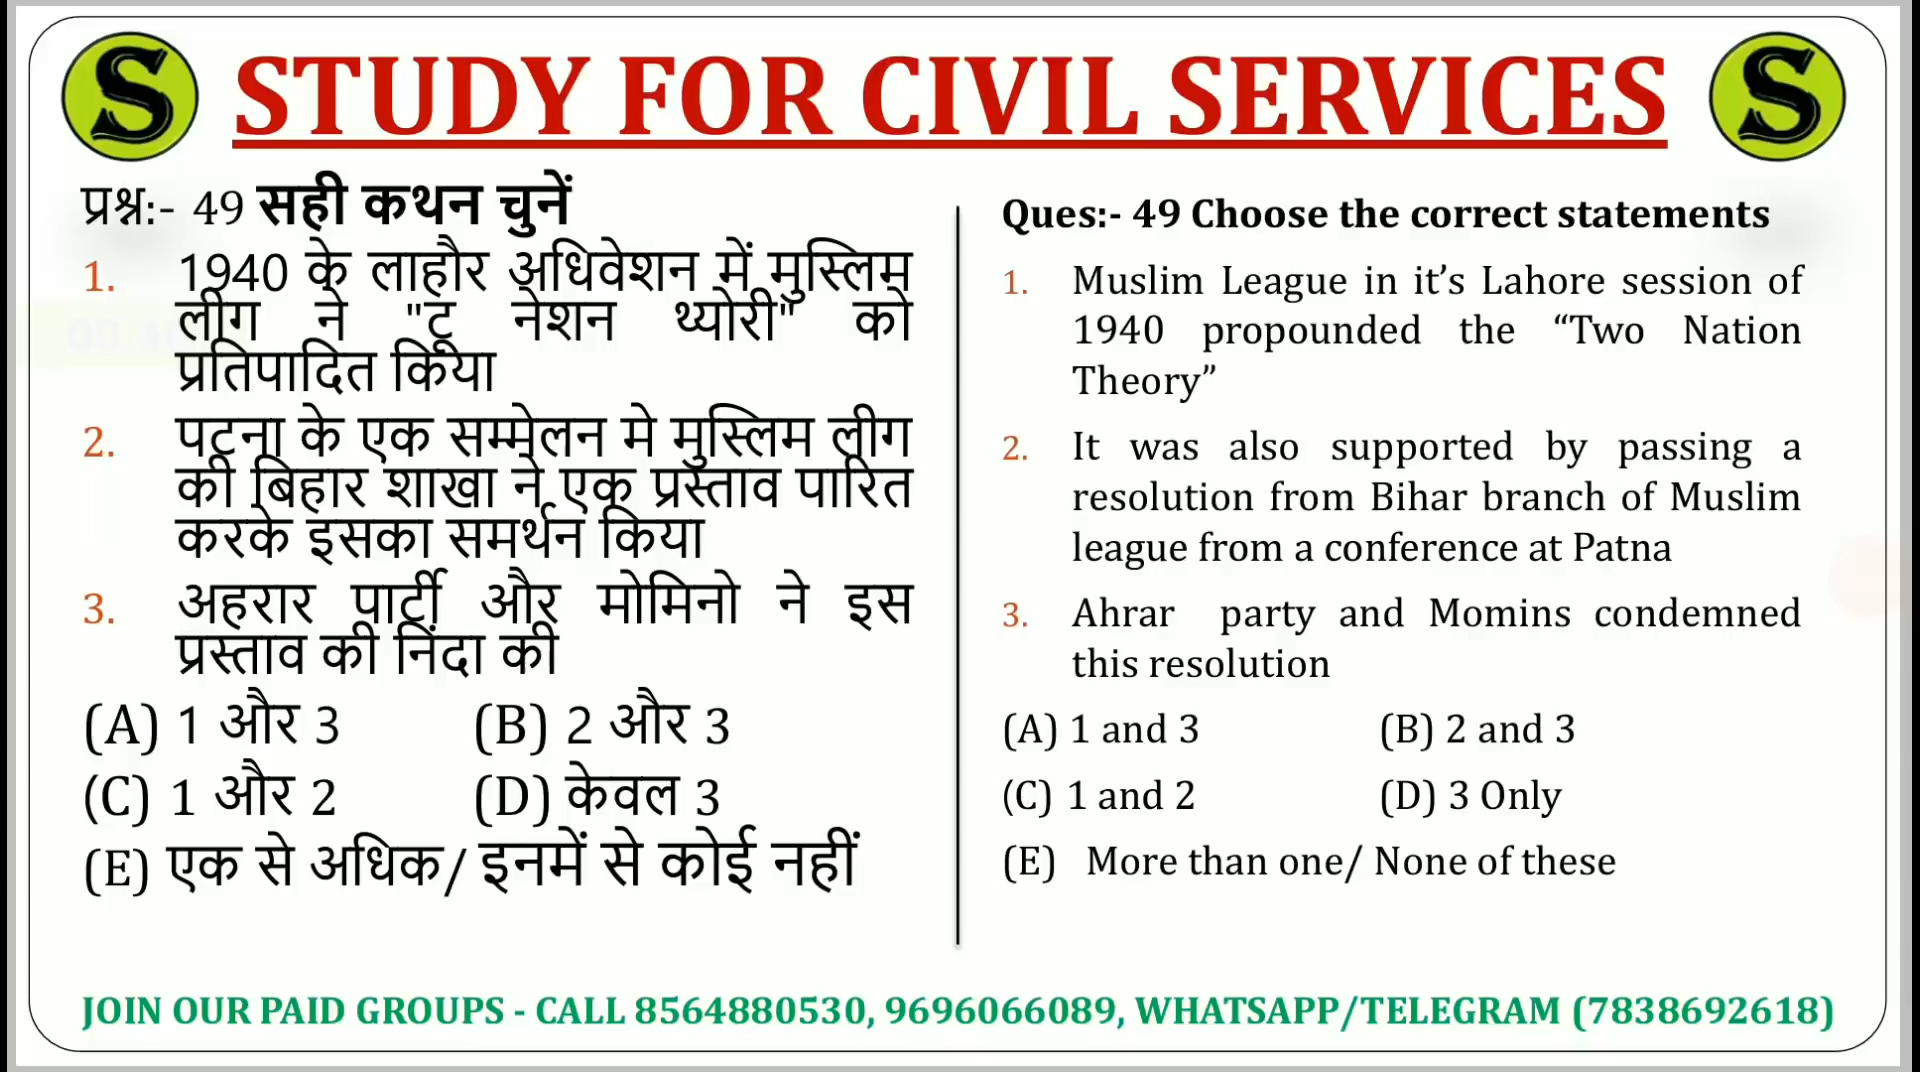 S STUDY FOR CIVIL SERVICES S
प्रश्न:- 49 सही कथन चुनें
1. 1940 के लाहौर अधिवेशन में मुस्लिम
लीग ने "टू नेशन थ्योरी" को
प्रतिपादित किया
2. पटना के एक सम्मेलन मे मुस्लिम लीग
की बिहार शाखा ने एक प्रस्ताव पारित
करके इसका समर्थन किया
3. अहरार पार्टी और मोमिनो ने इस
प्रस्ताव की निंदा की
(A) 1 और 3 (B) 2 और 3
(C) 1 और 2 (D) केवल 3
(E) एक से अधिक/ इनमें से कोई नहीं
Ques:- 49 Choose the correct statements
1. Muslim League in it’s Lahore session of
1940 propounded the “Two Nation
Theory”
2. It was also supported by passing a
resolution from Bihar branch of Muslim
league from a conference at Patna
3. Ahrar party and Momins condemned
this resolution
(A) 1 and 3 (B) 2 and 3
(C) 1 and 2 (D) 3 Only
(E) More than one/ None of these
JOIN OUR PAID GROUPS - CALL 8564880530, 9696066089, WHATSAPP/TELEGRAM (7838692618)